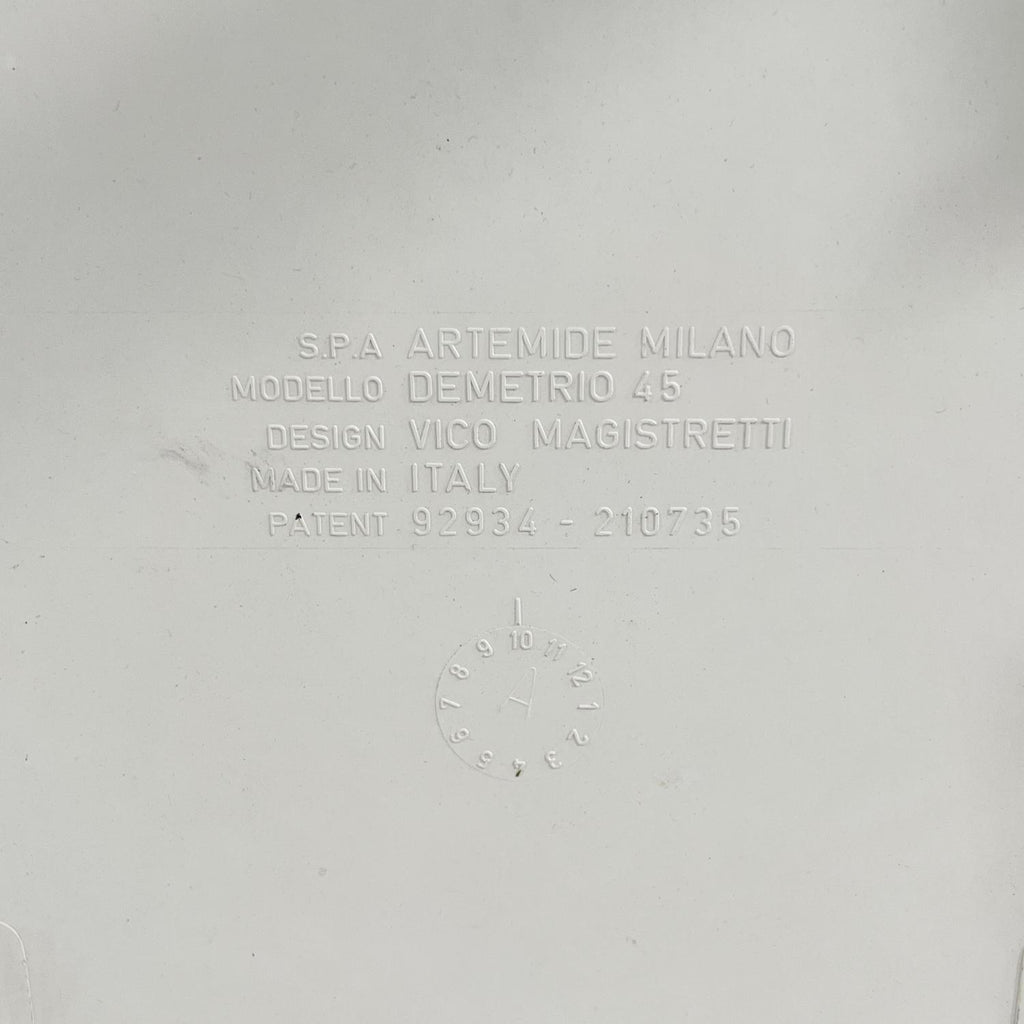 S.P.A ARTEMIDE MILANO
MODELLO DEMETRIO 45
DESIGN VICO MAGISTRETTI
MADE IN ITALY
PATENT 92934 - 210735
I
10 11 12 1 2 3 4 5 6 7 8 9
A